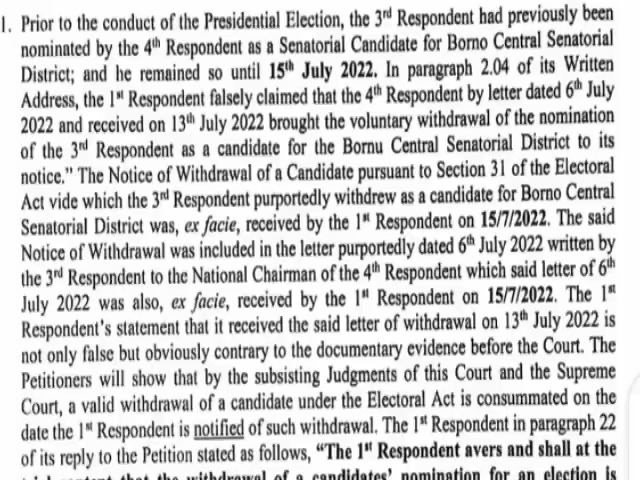 1. Prior to the conduct of the Presidential Election, the 3rd Respondent had previously been
nominated by the 4th Respondent as a Senatorial Candidate for Borno Central Senatorial
District; and he remained so until 15th July 2022. In paragraph 2.04 of its Written
Address, the 1st Respondent falsely claimed that the 4th Respondent by letter dated 6th July
2022 and received on 13th July 2022 brought the voluntary withdrawal of the nomination
of the 3rd Respondent as a candidate for the Bornu Central Senatorial District to its
notice.” The Notice of Withdrawal of a Candidate pursuant to Section 31 of the Electoral
Act vide which the 3rd Respondent purportedly withdrew as a candidate for Borno Central
Senatorial District was, ex facie, received by the 1st Respondent on 15/7/2022. The said
Notice of Withdrawal was included in the letter purportedly dated 6th July 2022 written by
the 3rd Respondent to the National Chairman of the 4th Respondent which said letter of 6th
July 2022 was also, ex facie, received by the 1st Respondent on 15/7/2022. The 1st
Respondent’s statement that it received the said letter of withdrawal on 13th July 2022 is
not only false but obviously contrary to the documentary evidence before the Court. The
Petitioners will show that by the subsisting Judgments of this Court and the Supreme
Court, a valid withdrawal of a candidate under the Electoral Act is consummated on the
date the 1st Respondent is notified of such withdrawal. The 1st Respondent in paragraph 22
of its reply to the Petition stated as follows, “The 1st Respondent avers and shall at the
that the withdrawal of a candidates’ nomination for an election is